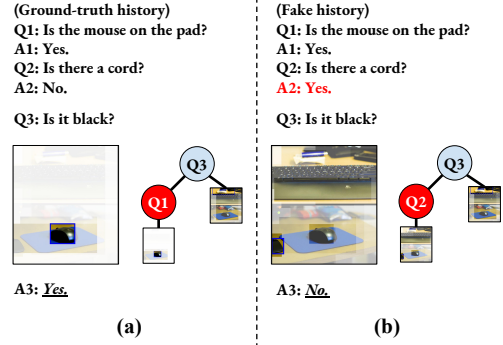 (Ground-truth history)
Q1: Is the mouse on the pad?
A1: Yes.
Q2: Is there a cord?
A2: No.
Q3: Is it black?
Q3
Q1
A3: Yes.
(a)
(Fake history)
Q1: Is the mouse on the pad?
A1: Yes.
Q2: Is there a cord?
A2: Yes.
Q3: Is it black?
Q3
Q2
A3: No.
(b)